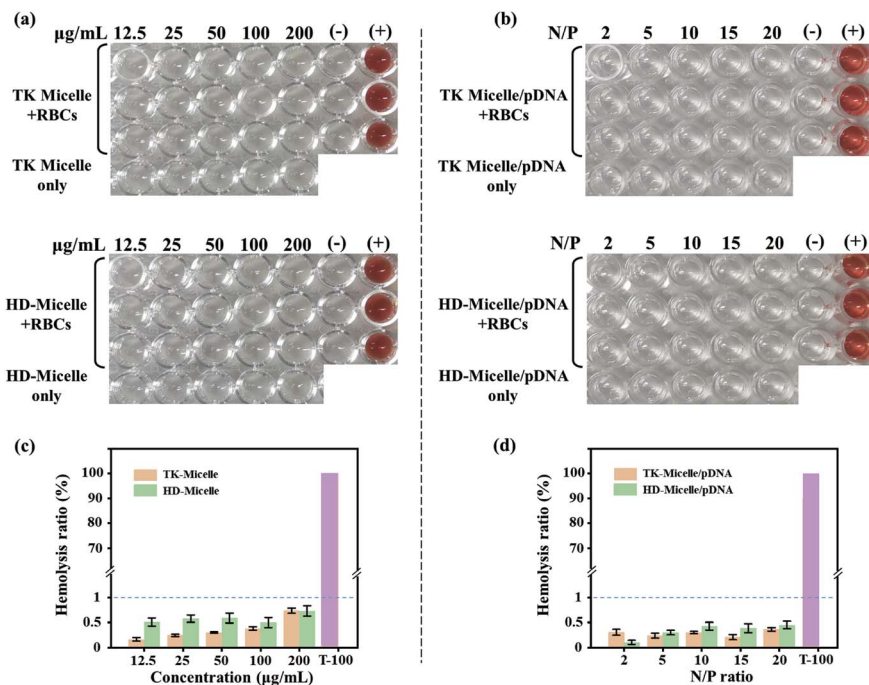 (a)
µg/mL 12.5 25 50 100 200 (-) (+)
TK Micelle
+RBCs
TK Micelle
only
µg/mL 12.5 25 50 100 200 (-) (+)
HD-Micelle
+RBCs
HD-Micelle
only
(b)
N/P 2 5 10 15 20 (-) (+)
TK Micelle/pDNA
+RBCs
TK Micelle/pDNA
only
N/P 2 5 10 15 20 (-) (+)
HD-Micelle/pDNA
+RBCs
HD-Micelle/pDNA
only
(c)
TK-Micelle
HD-Micelle
Hemolysis ratio (%)
100
90
80
70
1
0.5
0
12.5 25 50 100 200 T-100
Concentration (µg/mL)
(d)
TK-Micelle/pDNA
HD-Micelle/pDNA
Hemolysis ratio (%)
100
90
80
70
1
0.5
0
2 5 10 15 20 T-100
N/P ratio